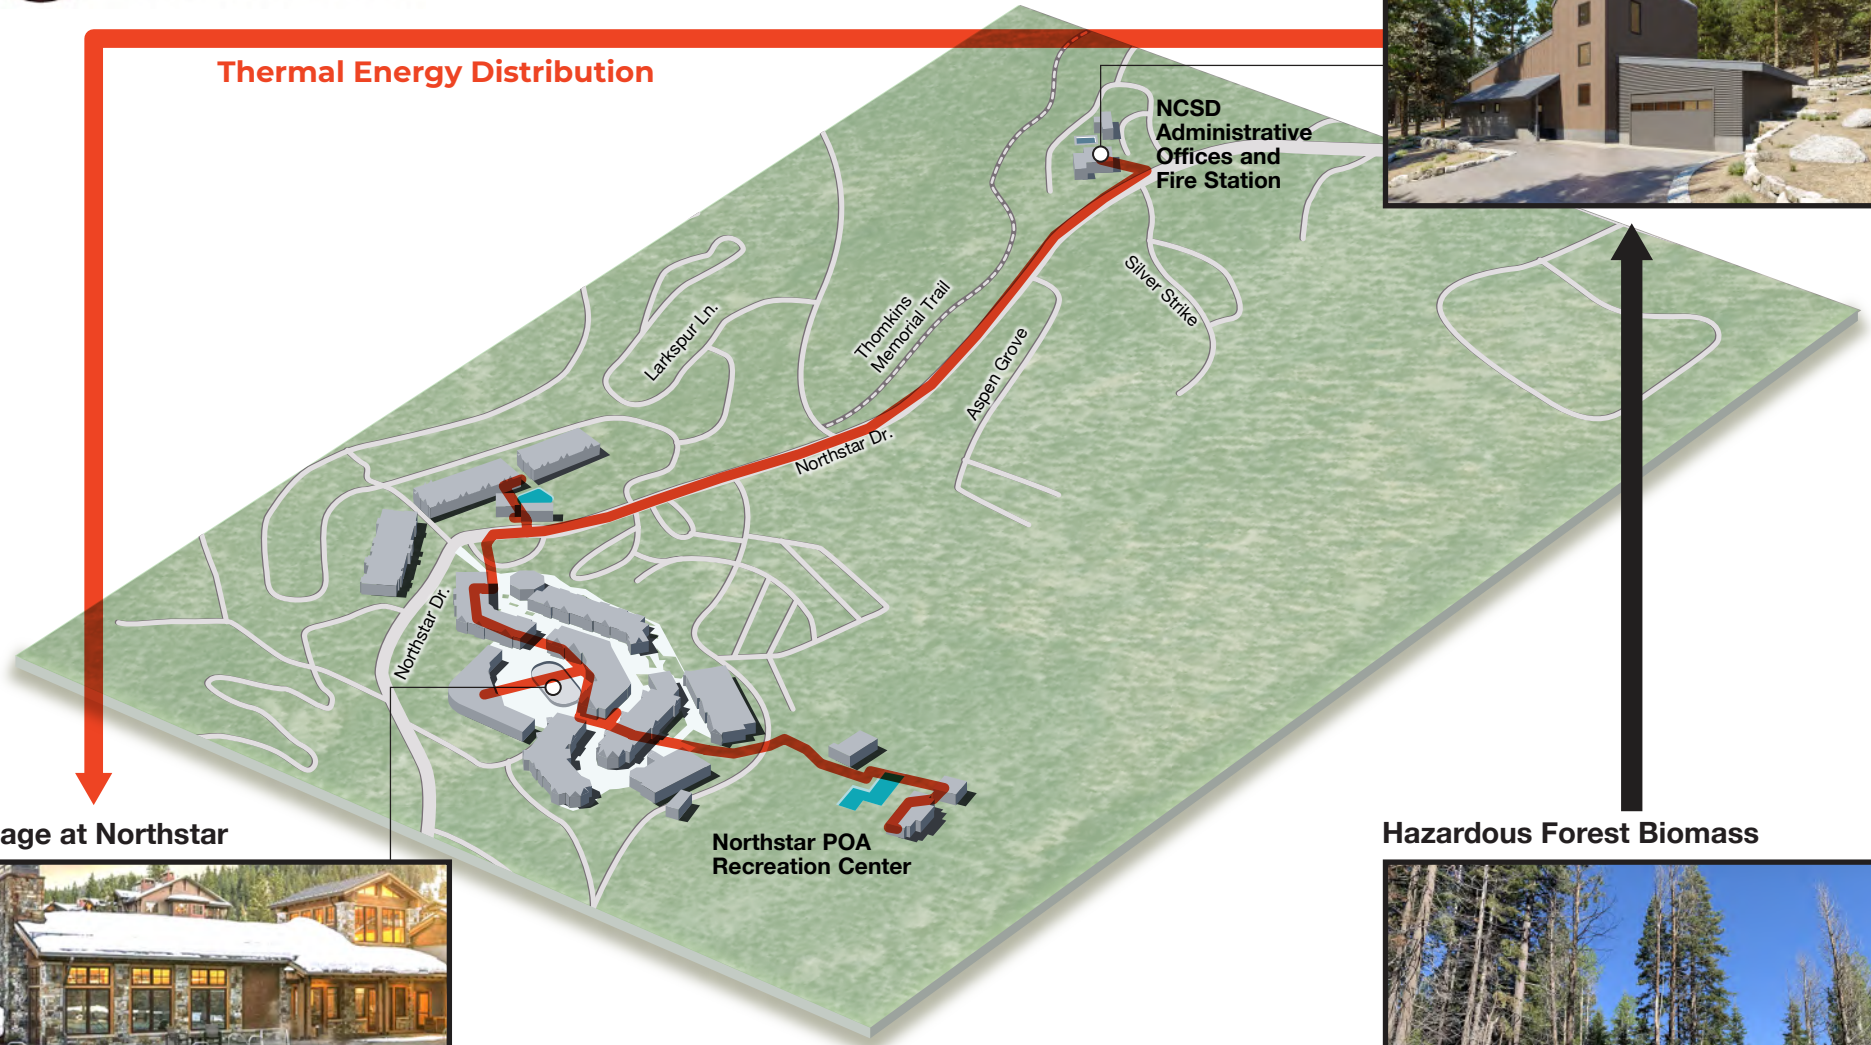 Thermal Energy Distribution
NCSD
Administrative
Offices and
Fire Station
Silver Strike
Thomkins
Memorial Trail
Larkspur Ln.
Aspen Grove
Northstar Dr.
Northstar Dr.
age at Northstar
Northstar POA
Recreation Center
Hazardous Forest Biomass